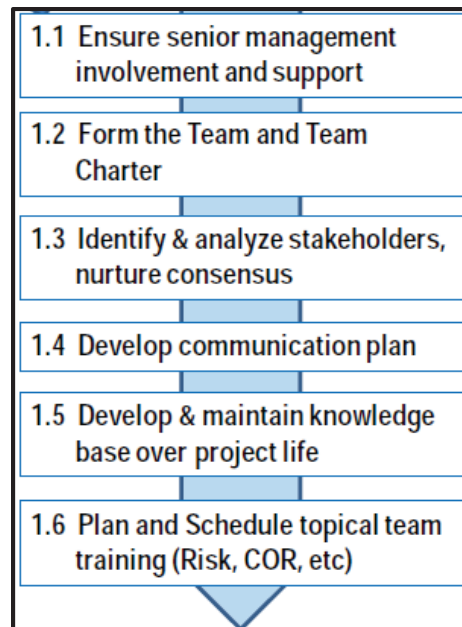 1.1 Ensure senior management
involvement and support
1.2 Form the Team and Team
Charter
1.3 Identify & analyze stakeholders,
nurture consensus
1.4 Develop communication plan
1.5 Develop & maintain knowledge
base over project life
1.6 Plan and Schedule topical team
training (Risk, COR, etc)